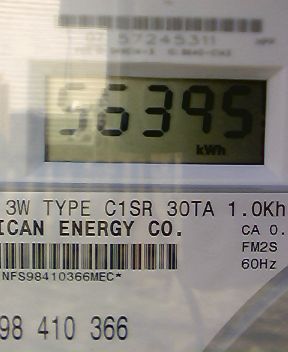 57245311
56395
kWh
3W TYPE C1SR 30TA 1.0Kh
ICAN ENERGY CO.
CA 0.
FM2S
60Hz
NFS98410366MEC*
98 410 366